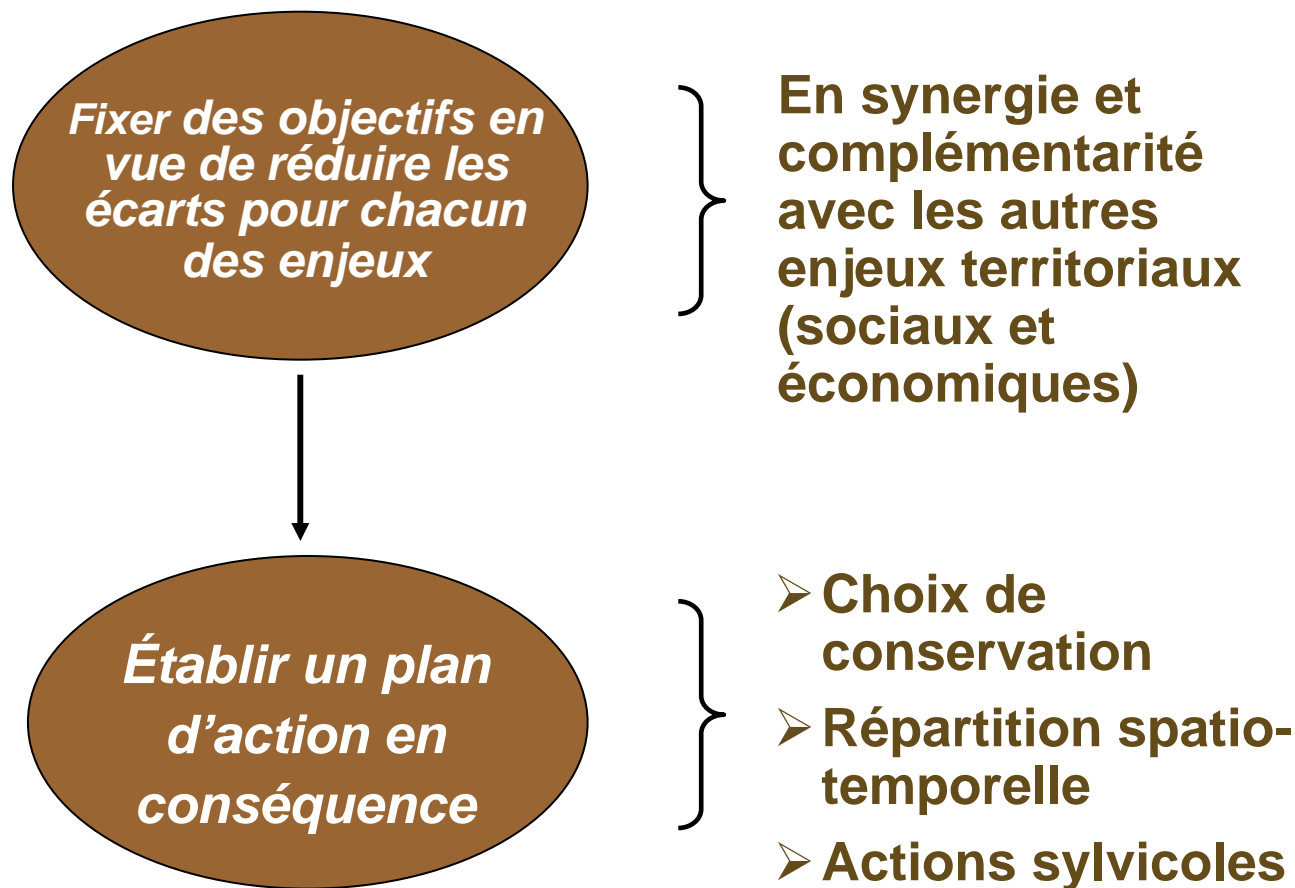 Fixer des objectifs en
vue de réduire les
écarts pour chacun
des enjeux
En synergie et
complémentarité
avec les autres
enjeux territoriaux
(sociaux et
économiques)
Établir un plan
d’action en
conséquence
➢ Choix de
conservation
➢ Répartition spatio-
temporelle
➢ Actions sylvicoles